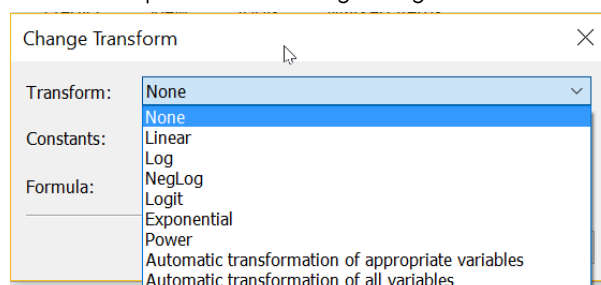 Change Transform
Transform: None
None
Constants: Linear
Log
Formula: NegLog
Logit
Exponential
Power
Automatic transformation of appropriate variables
Automatic transformation of all variables